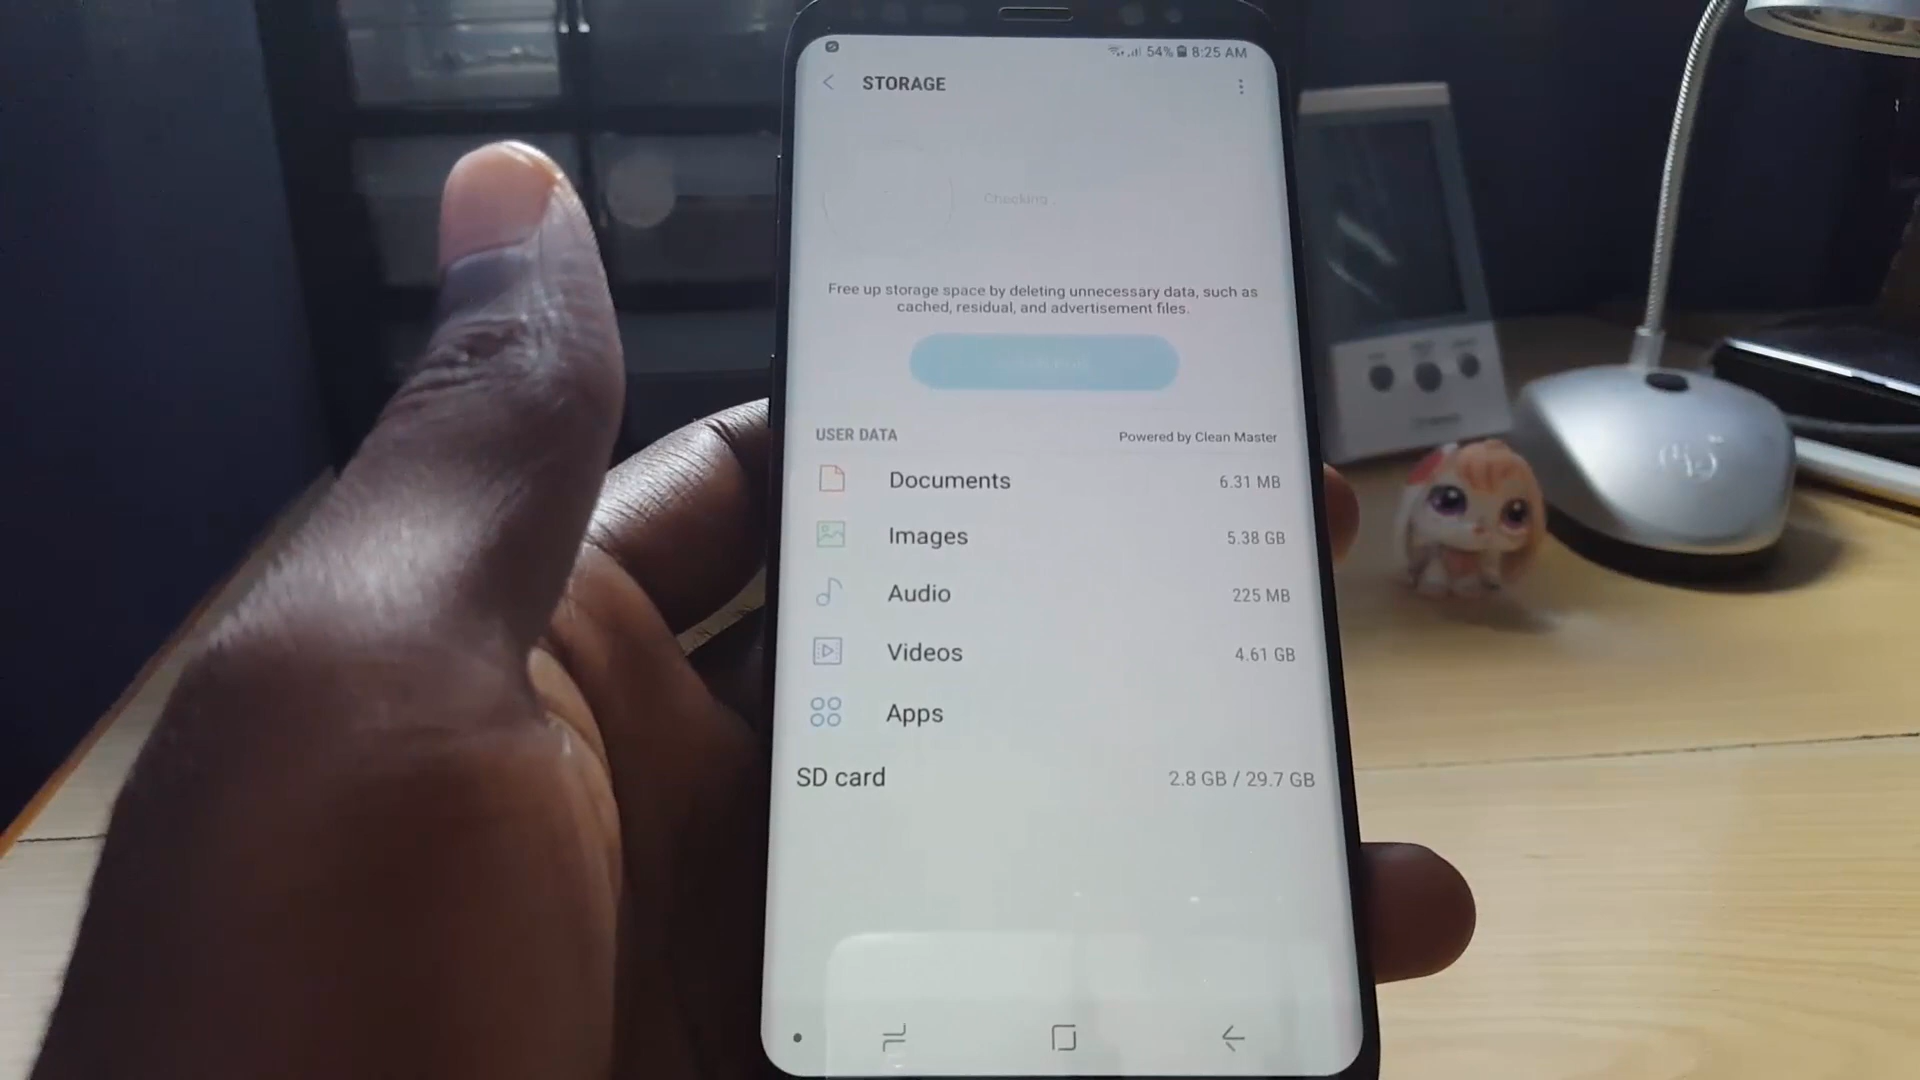 54% 8:25 AM
STORAGE
Checking...
Free up storage space by deleting unnecessary data, such as
cached, residual, and advertisement files.
USER DATA Powered by Clean Master
Documents 6.31 MB
Images 5.38 GB
Audio 225 MB
Videos 4.61 GB
Apps
SD card 2.8 GB / 29.7 GB